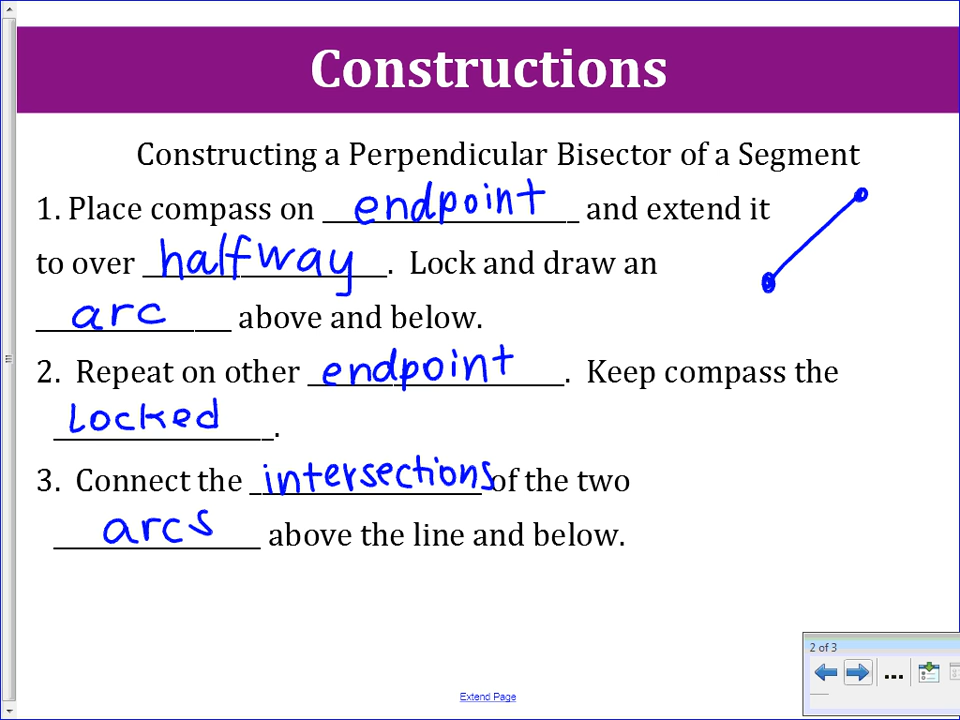 Constructions
Constructing a Perpendicular Bisector of a Segment
1. Place compass on endpoint and extend it
to over halfway. Lock and draw an
arc above and below.
2. Repeat on other endpoint. Keep compass the
Locked.
3. Connect the intersections of the two
arcs above the line and below.
2 of 3
...
Extend Page